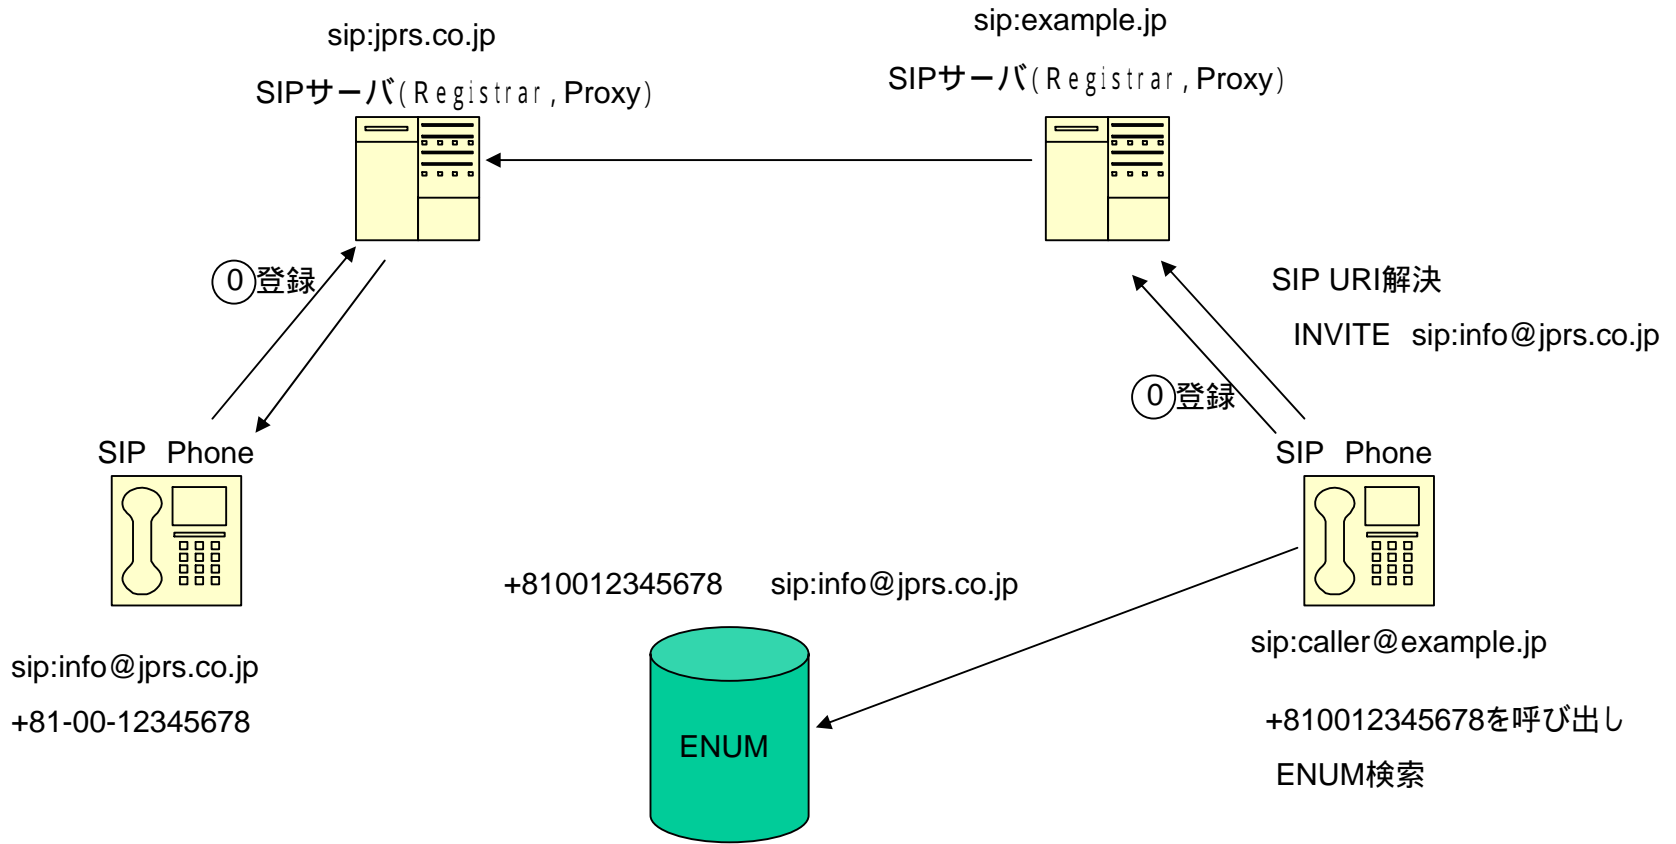 sip:jprs.co.jp
SIPサーバ(Registrar,Proxy)
sip:example.jp
SIPサーバ(Registrar,Proxy)
0登録
SIP URI解決
INVITE sip:info@jprs.co.jp
0登録
SIP Phone
SIP Phone
+810012345678 sip:info@jprs.co.jp
sip:info@jprs.co.jp
+81-00-12345678
ENUM
sip:caller@example.jp
+810012345678を呼び出し
ENUM検索